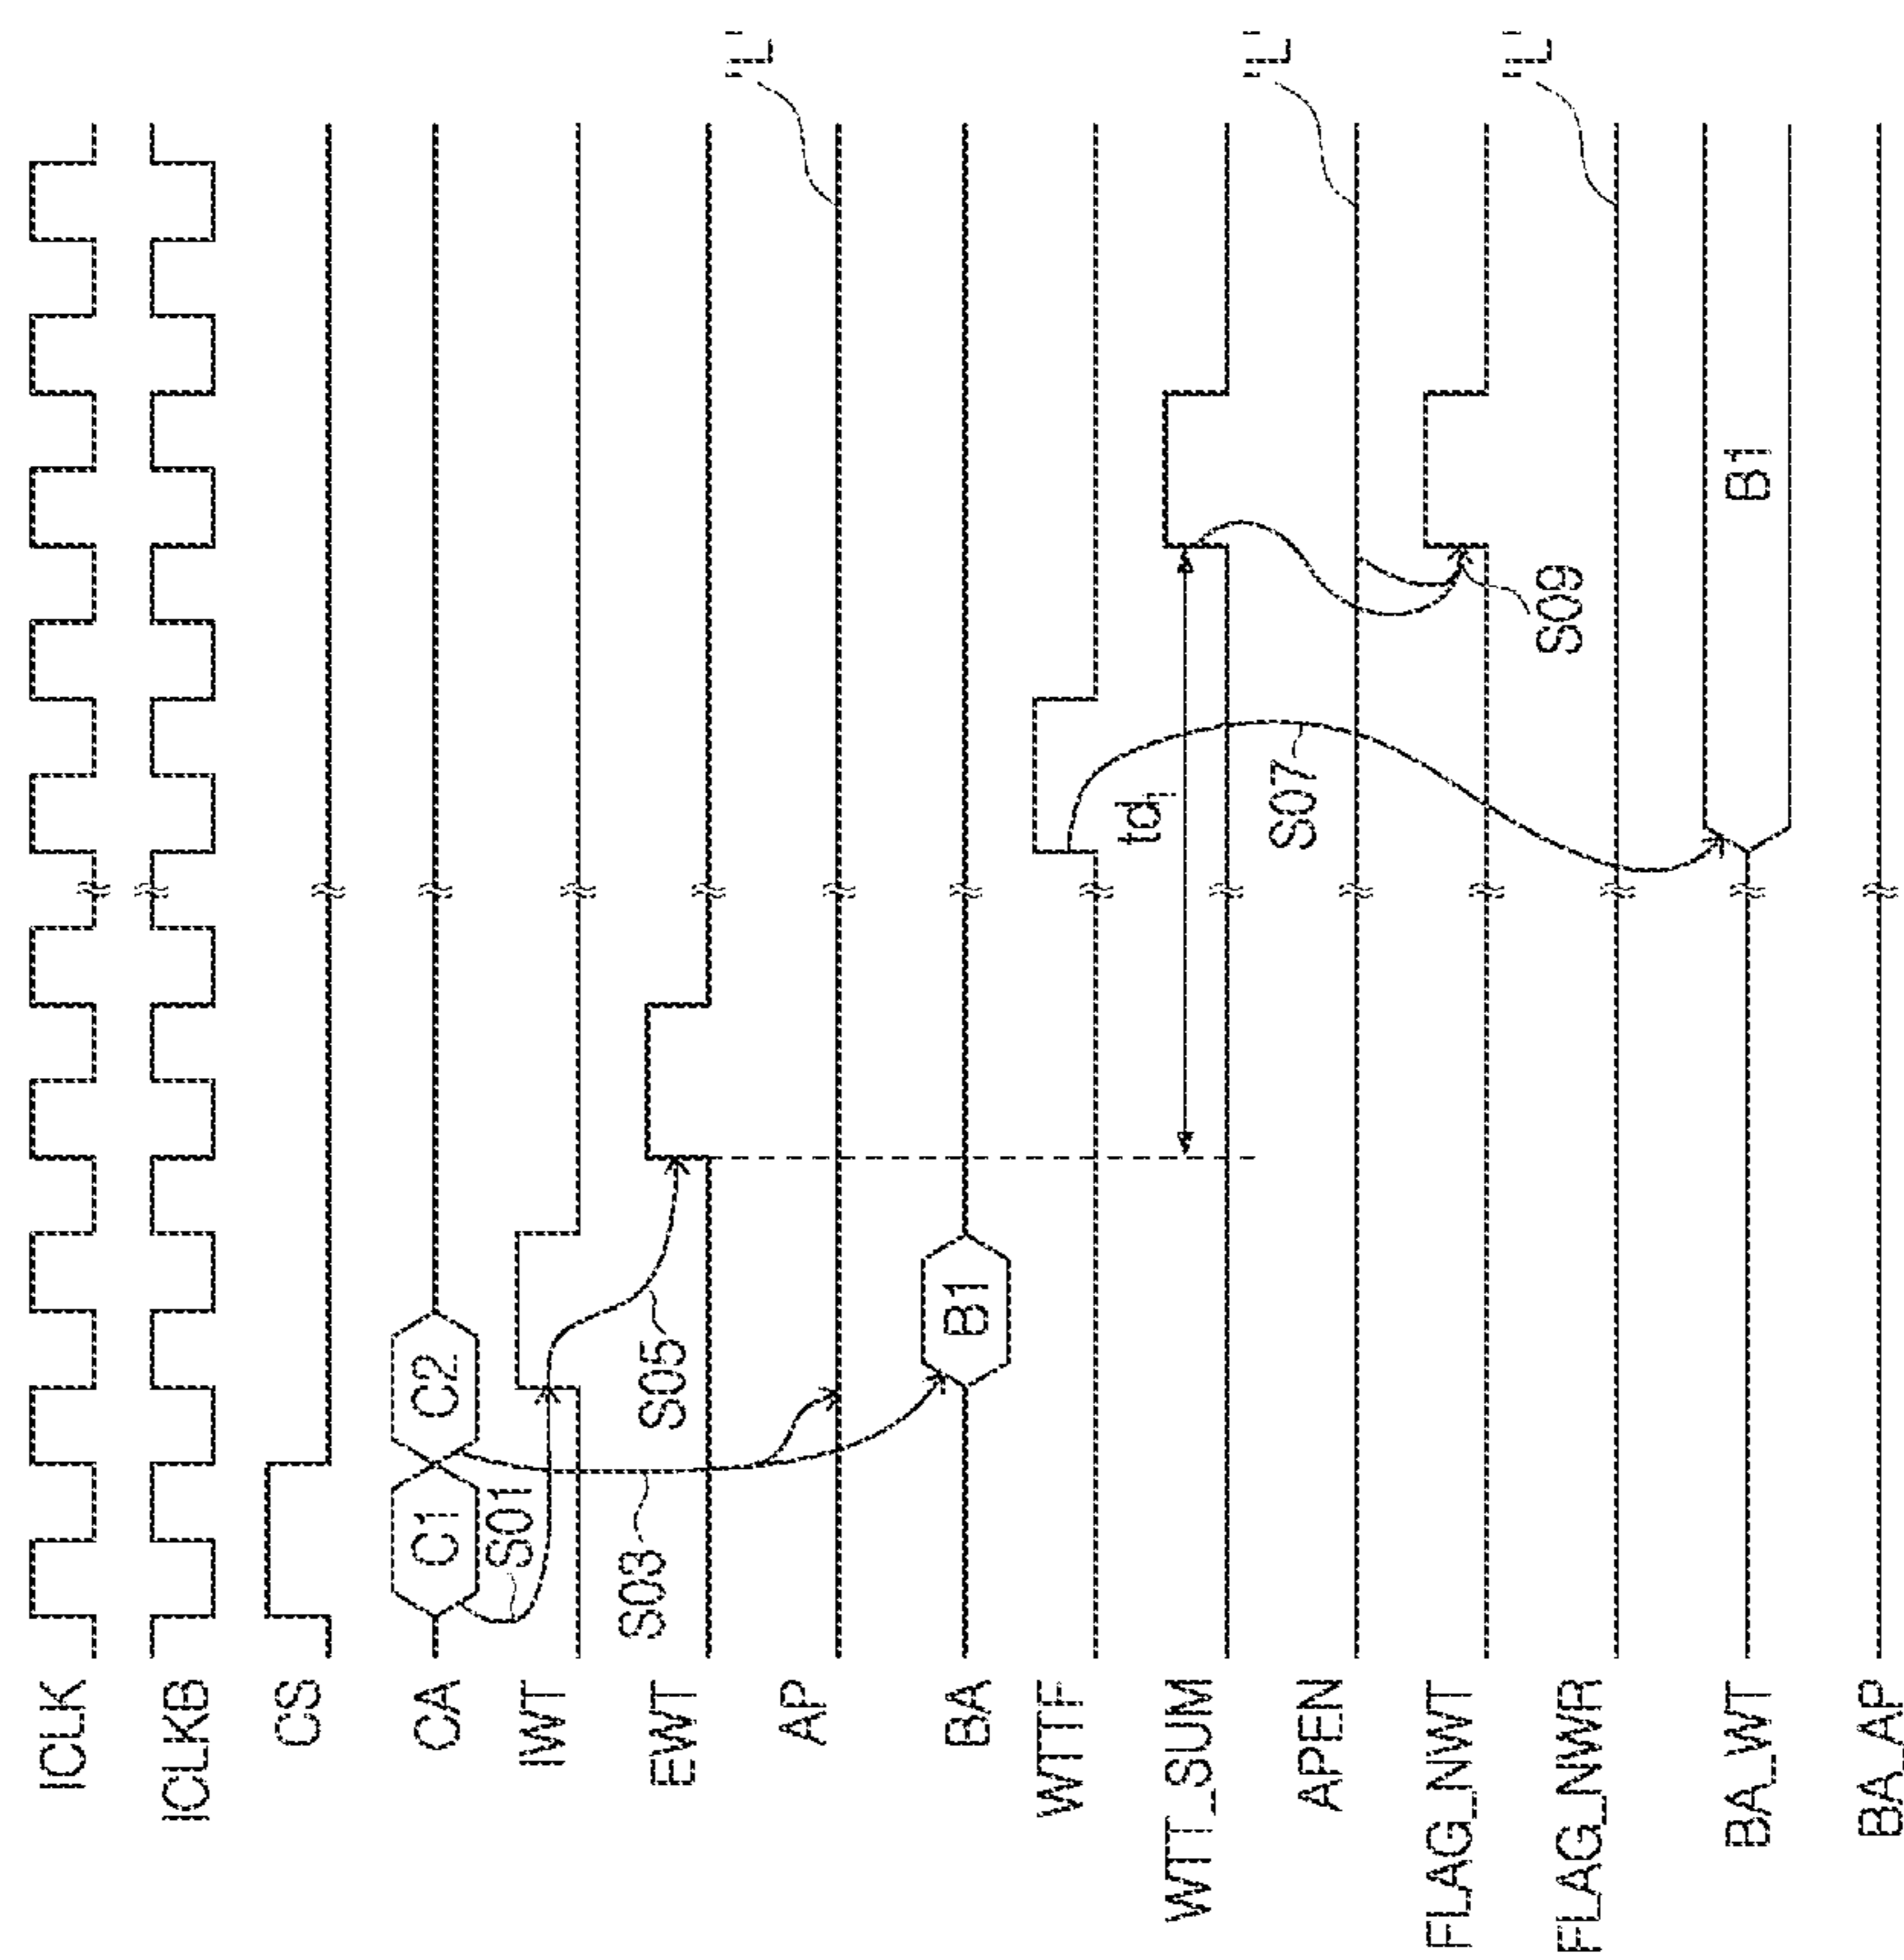 ICLK
ICLKB
CS
CA C1 C2
S01
IWT
S03 S05
EWT
AP "L"
BA B1
WTTF
td1
WTT_SUM
S07
APEN "L"
FLAG_NWT
S09
FLAG_NWR "L"
BA_WT B1
BA_AP